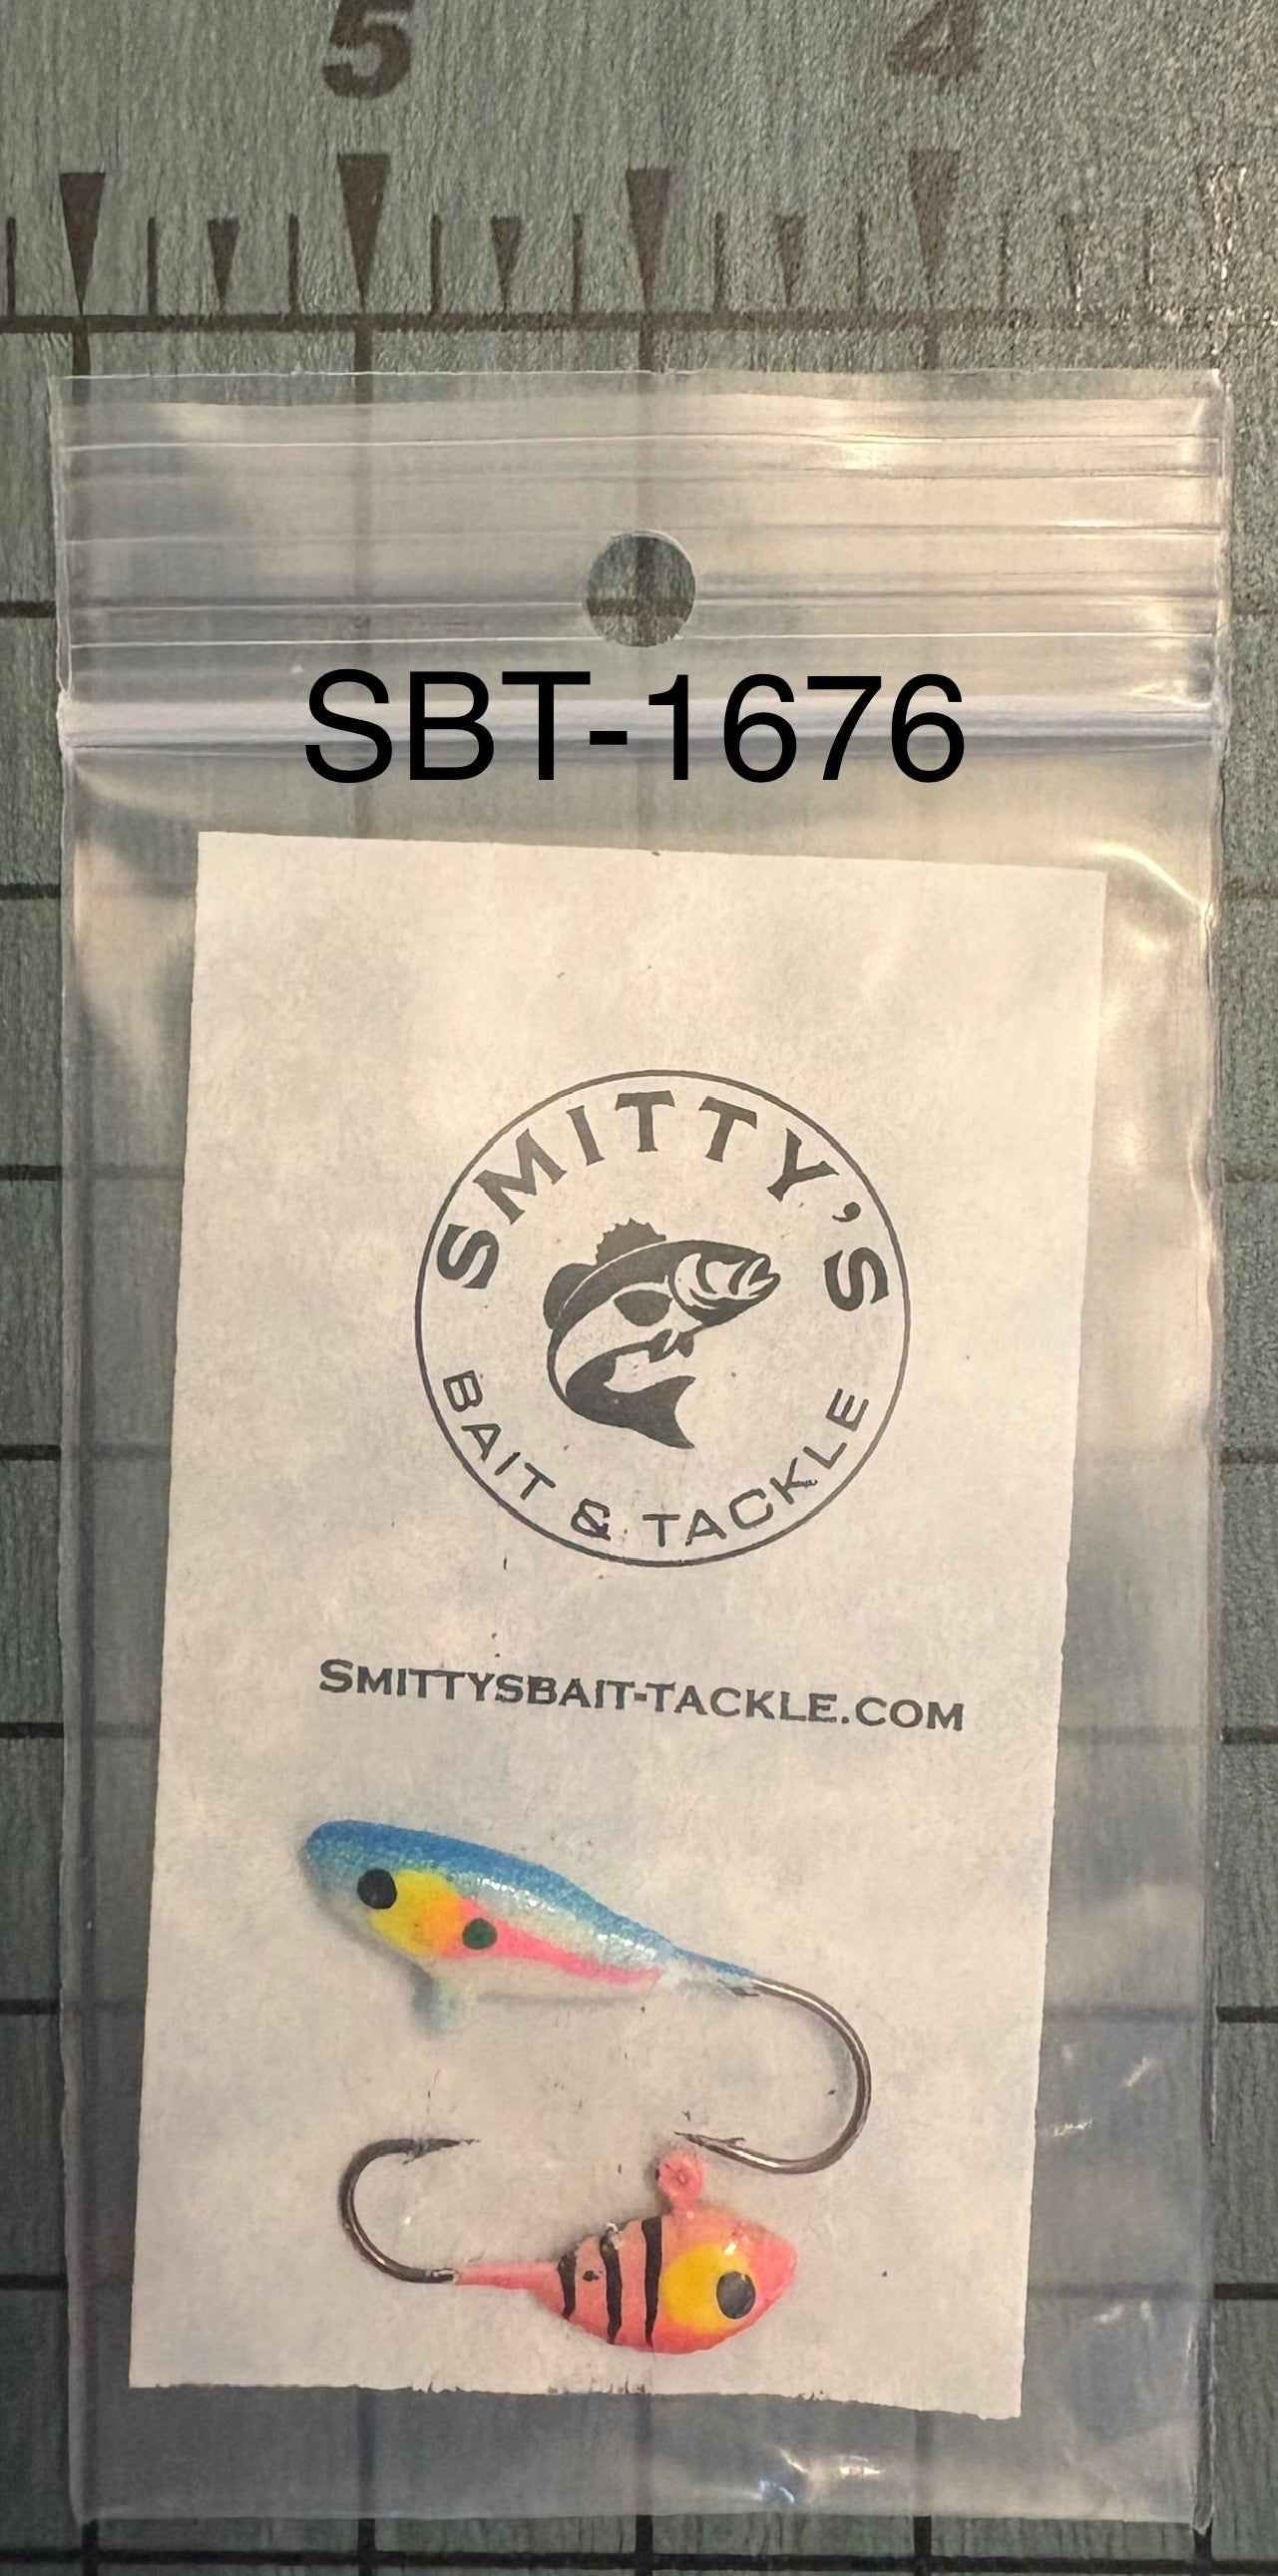 5 4
SBT-1676
SMITTY'S
BAIT & TACKLE
SMITTYSBAIT-TACKLE.COM